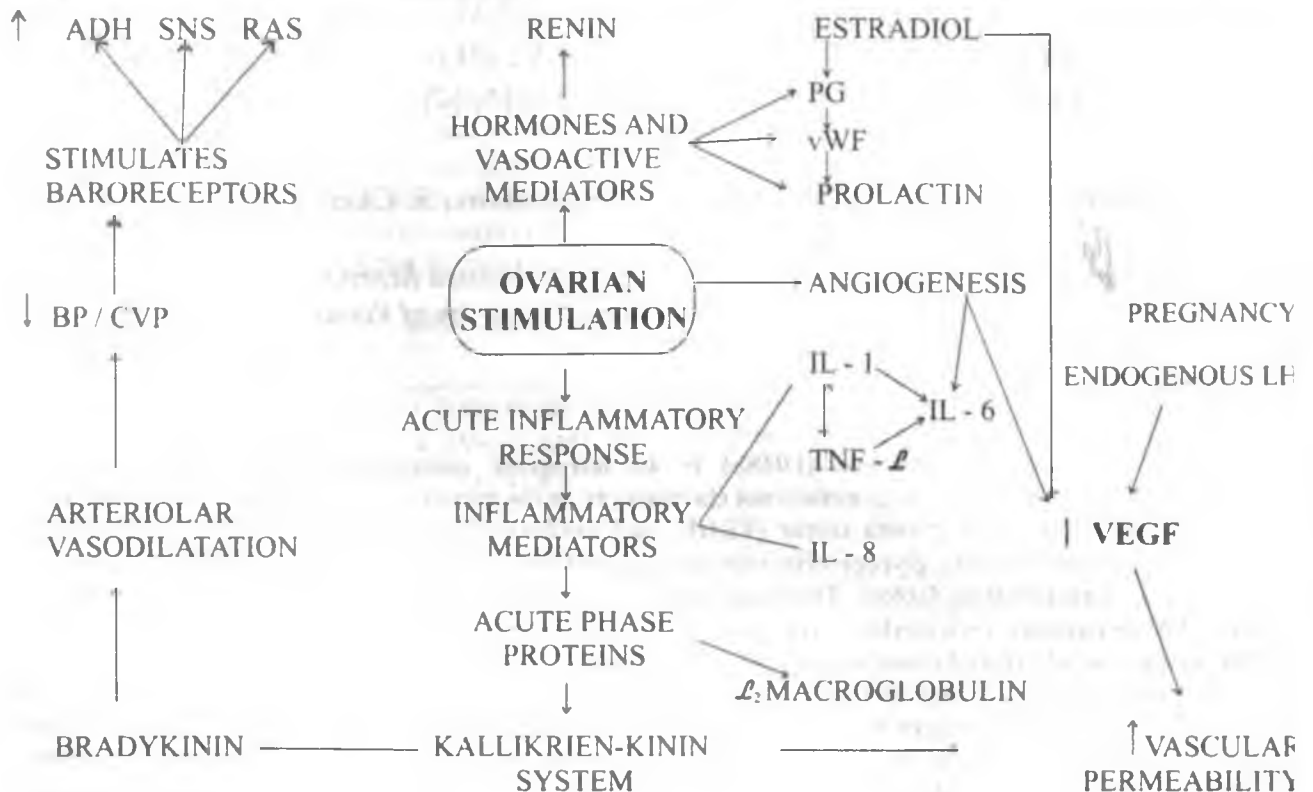 ↑ ADH SNS RAS
STIMULATES
BARORECEPTORS
↓ BP / CVP
ARTERIOLAR
VASODILATATION
BRADYKININ
RENIN
HORMONES AND
VASOACTIVE
MEDIATORS
OVARIAN
STIMULATION
ACUTE INFLAMMATORY
RESPONSE
INFLAMMATORY
MEDIATORS
ACUTE PHASE
PROTEINS
KALLIKRIEN-KININ
SYSTEM
ESTRADIOL
PG
vWF
PROLACTIN
ANGIOGENESIS
IL - 1
IL - 6
TNF - ℒ
IL - 8
ℒ₂ MACROGLOBULIN
PREGNANCY
ENDOGENOUS LH
VEGF
↑ VASCULAR
PERMEABILITY